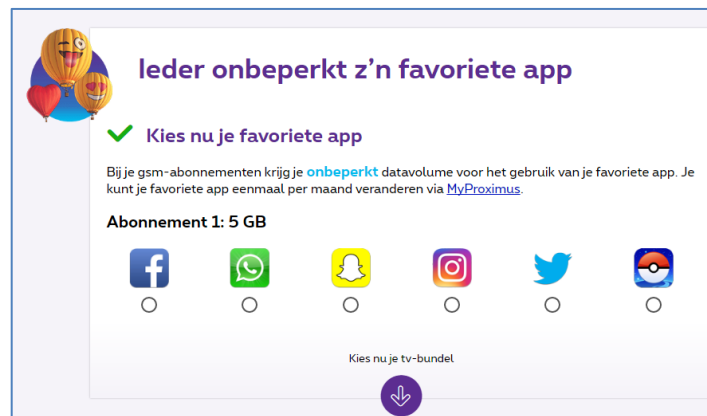 Ieder onbeperkt z'n favoriete app
Kies nu je favoriete app
Bij je gsm-abonnementen krijg je onbeperkt datavolume voor het gebruik van je favoriete app. Je
kunt je favoriete app eenmaal per maand veranderen via MyProximus.
Abonnement 1: 5 GB
Kies nu je tv-bundel